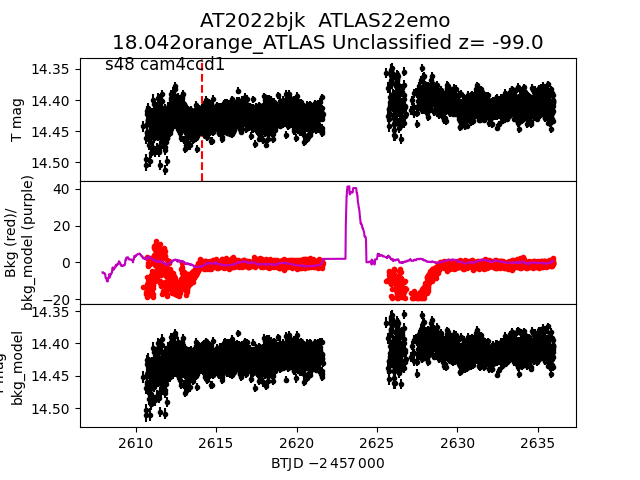 AT2022bjk ATLAS22emo
18.042orange_ATLAS Unclassified z= -99.0
s48 cam4ccd1
14.35
14.40
14.45
14.50
T mag
40
20
0
−20
Bkg (red)/
bkg_model (purple)
14.35
14.40
14.45
14.50
mag
bkg_model
2610
2615
2620
2625
2630
2635
BTJD −2 457 000